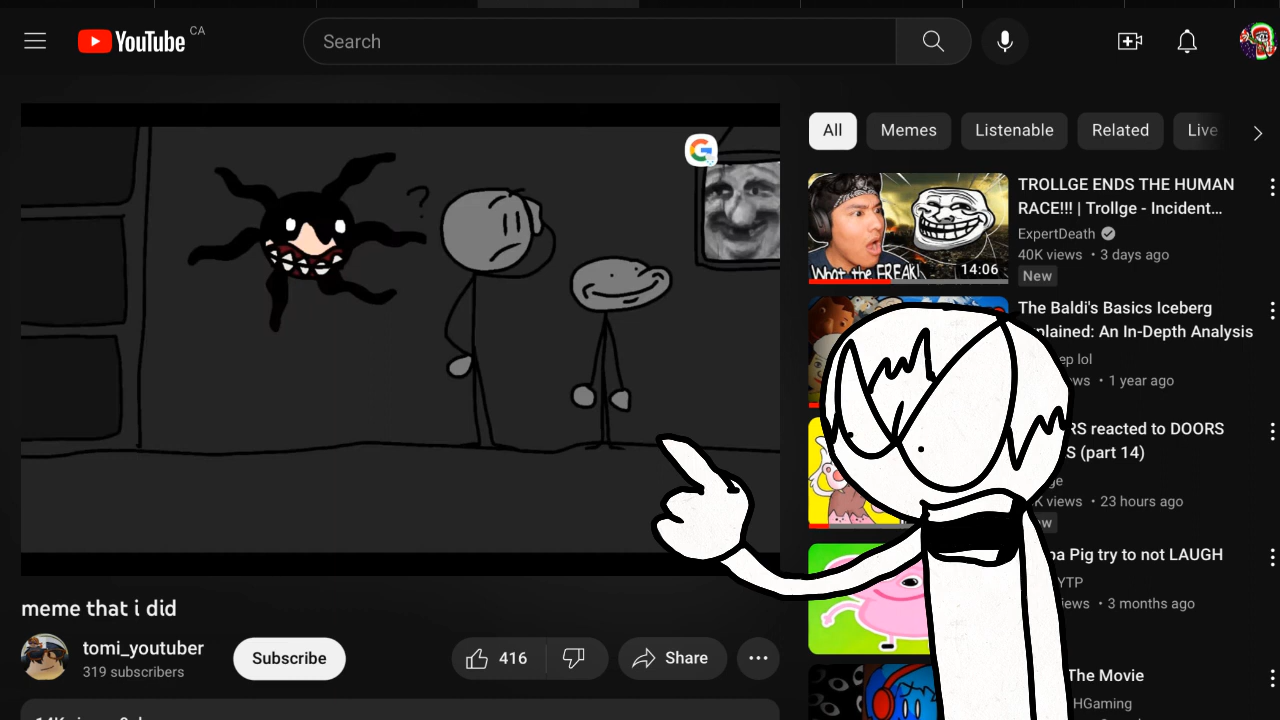 YouTube CA
Search
?
All
Memes
Listenable
Related
Live
TROLLGE ENDS THE HUMAN
RACE!!! | Trollge - Incident...
ExpertDeath
40K views • 3 days ago
New
What the FREAK!
14:06
The Baldi's Basics Iceberg
plained: An In-Depth Analysis
ep lol
ews • 1 year ago
RS reacted to DOORS
S (part 14)
ge
K views • 23 hours ago
ew
pa Pig try to not LAUGH
YTP
iews • 3 months ago
The Movie
HGaming
meme that i did
tomi_youtuber
319 subscribers
Subscribe
416
Share